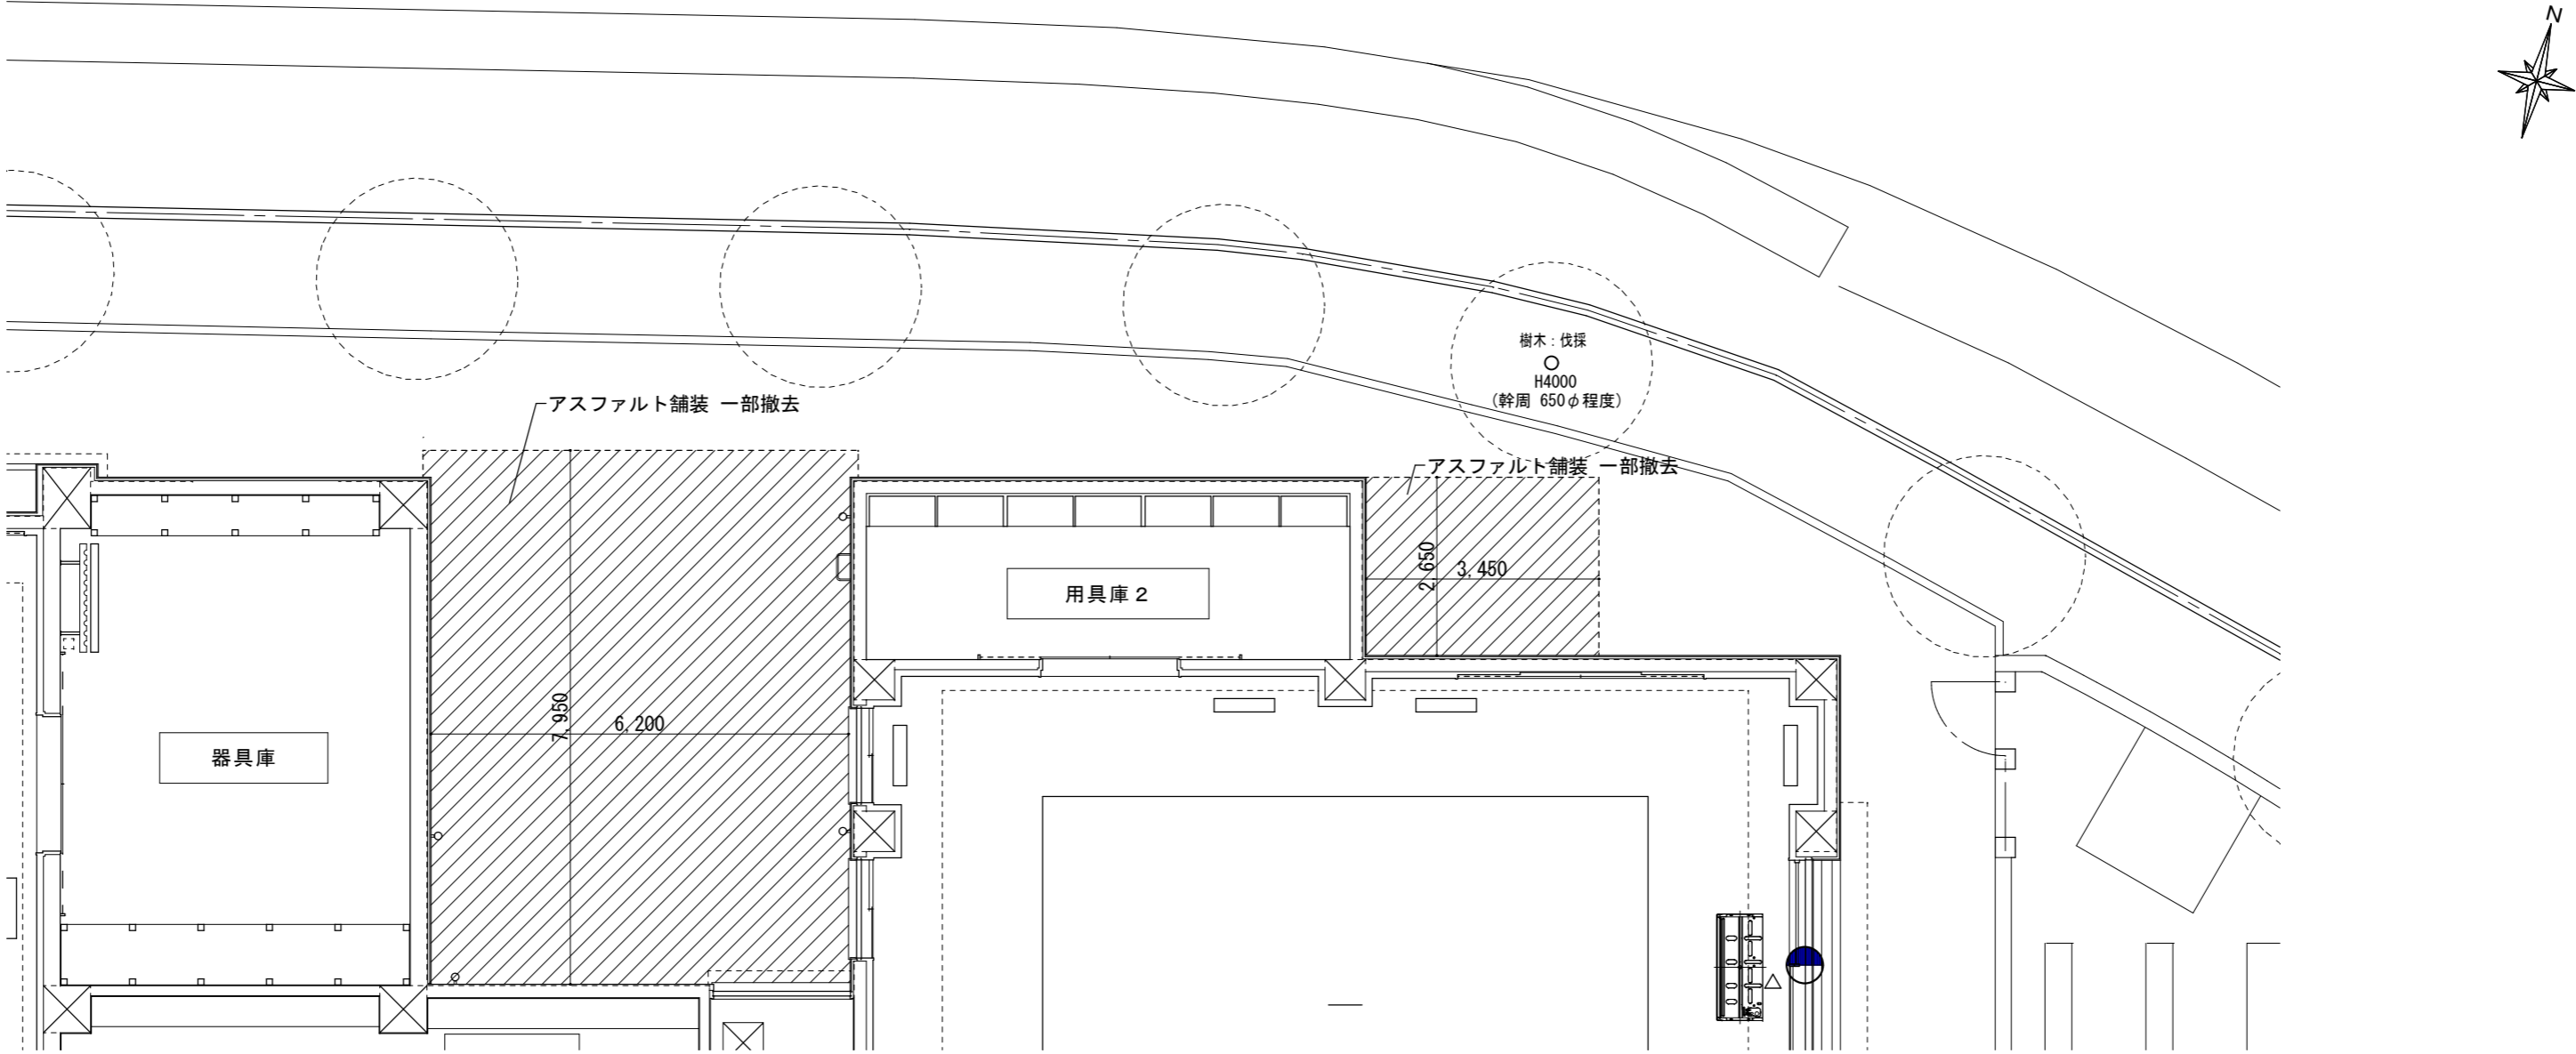 N
樹木：伐採
H4000
（幹周 650φ程度）
アスファルト舗装 一部撤去
アスファルト舗装 一部撤去
2,650
3,450
用具庫２
7,950
6,200
器具庫